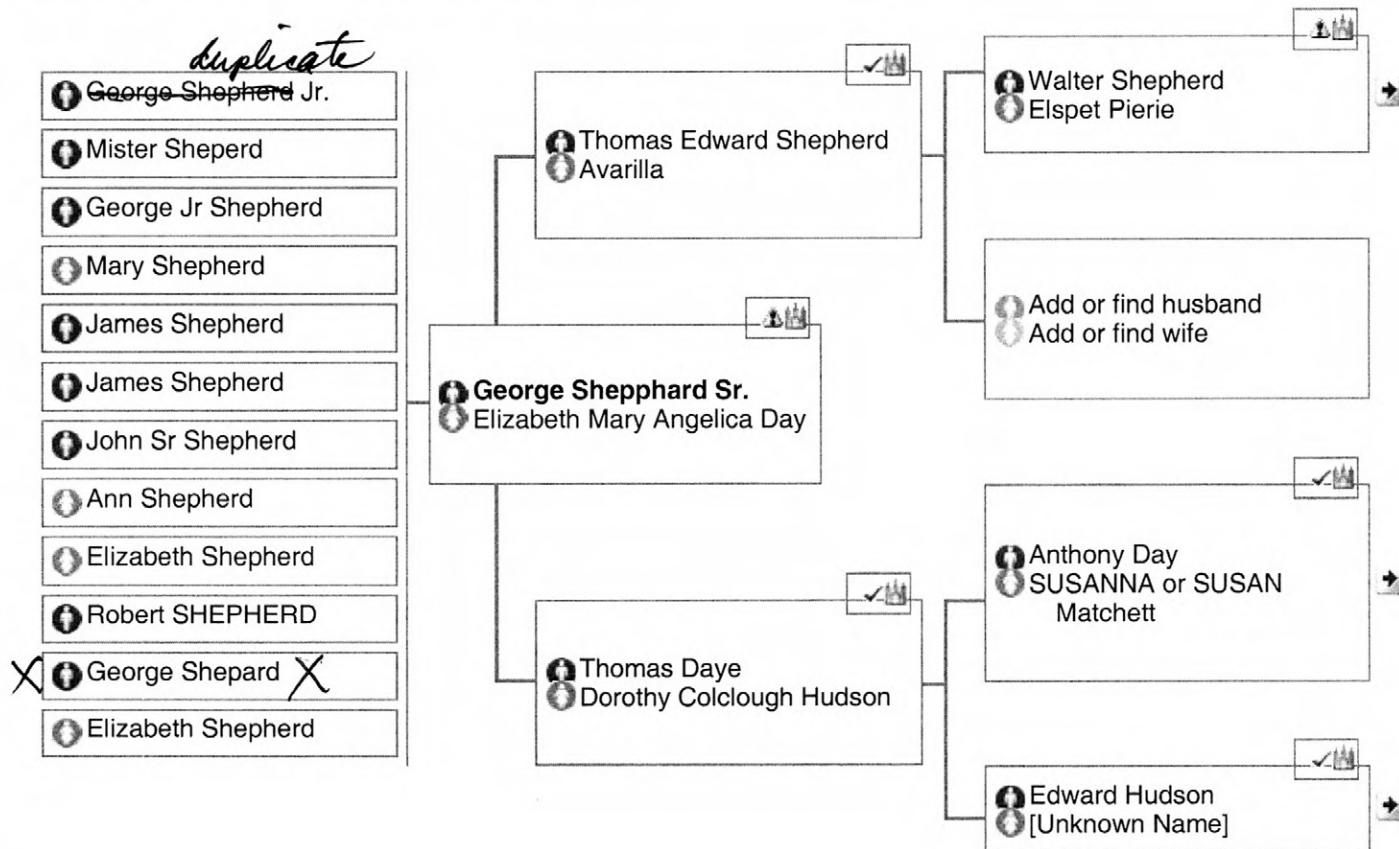 duplicate
George Shepherd Jr.
Mister Sheperd
George Jr Shepherd
Mary Shepherd
James Shepherd
James Shepherd
John Sr Shepherd
Ann Shepherd
Elizabeth Shepherd
Robert SHEPHERD
X George Shepard X
Elizabeth Shepherd
George Shepphard Sr.
Elizabeth Mary Angelica Day
Thomas Edward Shepherd
Avarilla
Thomas Daye
Dorothy Colclough Hudson
Walter Shepherd
Elspet Pierie
Add or find husband
Add or find wife
Anthony Day
SUSANNA or SUSAN
Matchett
Edward Hudson
[Unknown Name]